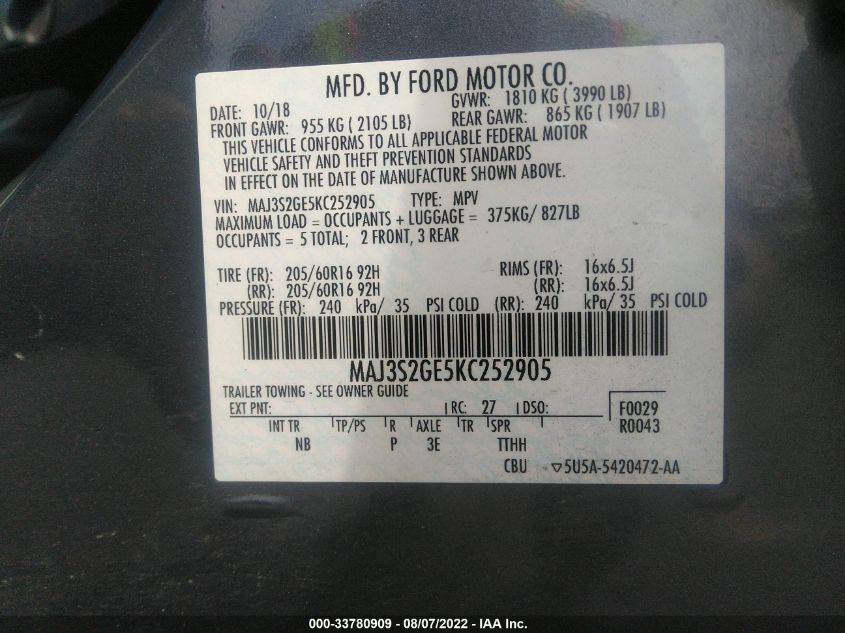 MFD. BY FORD MOTOR CO.
DATE: 10/18 GVWR: 1810 KG ( 3990 LB)
FRONT GAWR: 955 KG ( 2105 LB) REAR GAWR: 865 KG ( 1907 LB)
THIS VEHICLE CONFORMS TO ALL APPLICABLE FEDERAL MOTOR
VEHICLE SAFETY AND THEFT PREVENTION STANDARDS
IN EFFECT ON THE DATE OF MANUFACTURE SHOWN ABOVE.
VIN: MAJ3S2GE5KC252905 TYPE: MPV
MAXIMUM LOAD = OCCUPANTS + LUGGAGE = 375KG/ 827LB
OCCUPANTS = 5 TOTAL; 2 FRONT, 3 REAR
TIRE (FR): 205/60R16 92H RIMS (FR): 16x6.5J
(RR): 205/60R16 92H (RR): 16x6.5J
PRESSURE (FR): 240 kPa/ 35 PSI COLD (RR): 240 kPa/ 35 PSI COLD
MAJ3S2GE5KC252905
TRAILER TOWING - SEE OWNER GUIDE
EXT PNT: RC: 27 DSO: F0029
R0043
INT TR TP/PS R AXLE TR SPR
NB P 3E TTHH
CBU ▽5U5A-5420472-AA
000-33780909 - 08/07/2022 - IAA Inc.